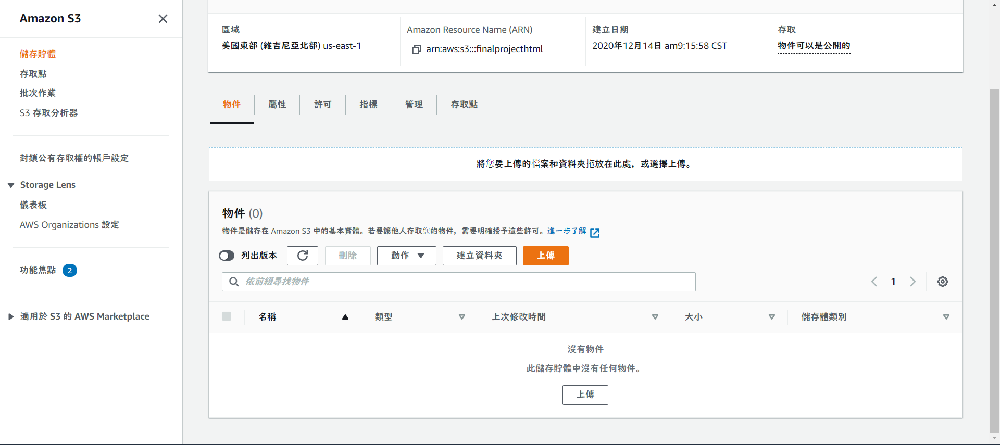 Amazon S3
儲存貯體
存取點
批次作業
S3 存取分析器
封鎖公有存取權的帳戶設定
Storage Lens
儀表板
AWS Organizations 設定
功能焦點 2
適用於 S3 的 AWS Marketplace
區域
美國東部 (維吉尼亞北部) us-east-1
Amazon Resource Name (ARN)
arn:aws:s3:::finalprojecthtml
建立日期
2020年12月14日 am9:15:58 CST
存取
物件可以是公開的
物件 屬性 許可 指標 管理 存取點
將您要上傳的檔案和資料夾拖放在此處，或選擇上傳。
物件 (0)
物件是儲存在 Amazon S3 中的基本實體。若要讓他人存取您的物件，需要明確授予這些許可。進一步了解
列出版本 刪除 動作 建立資料夾 上傳
依前綴尋找物件 1
名稱 類型 上次修改時間 大小 儲存體類別
沒有物件
此儲存貯體中沒有任何物件。
上傳